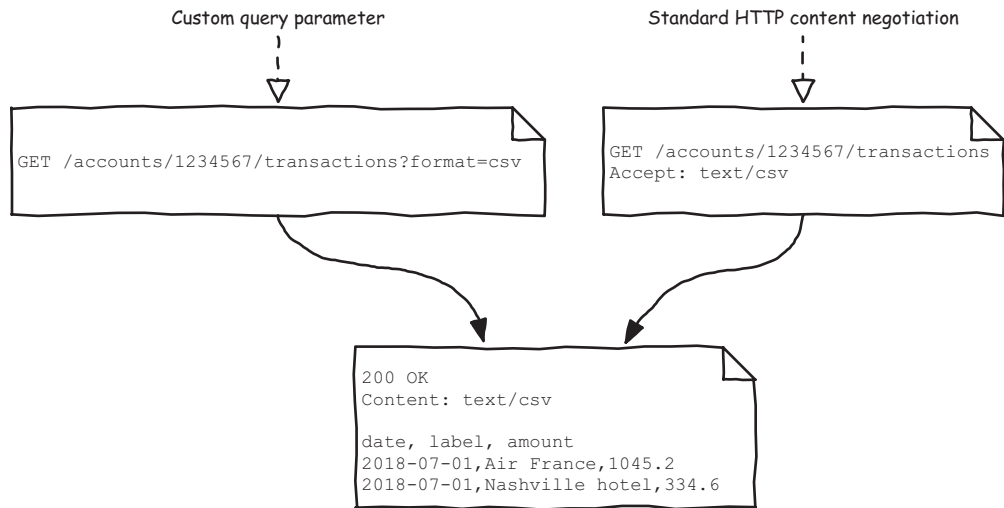 Custom query parameter
Standard HTTP content negotiation
GET /accounts/1234567/transactions?format=csv
GET /accounts/1234567/transactions
Accept: text/csv
200 OK
Content: text/csv
date, label, amount
2018-07-01,Air France,1045.2
2018-07-01,Nashville hotel,334.6